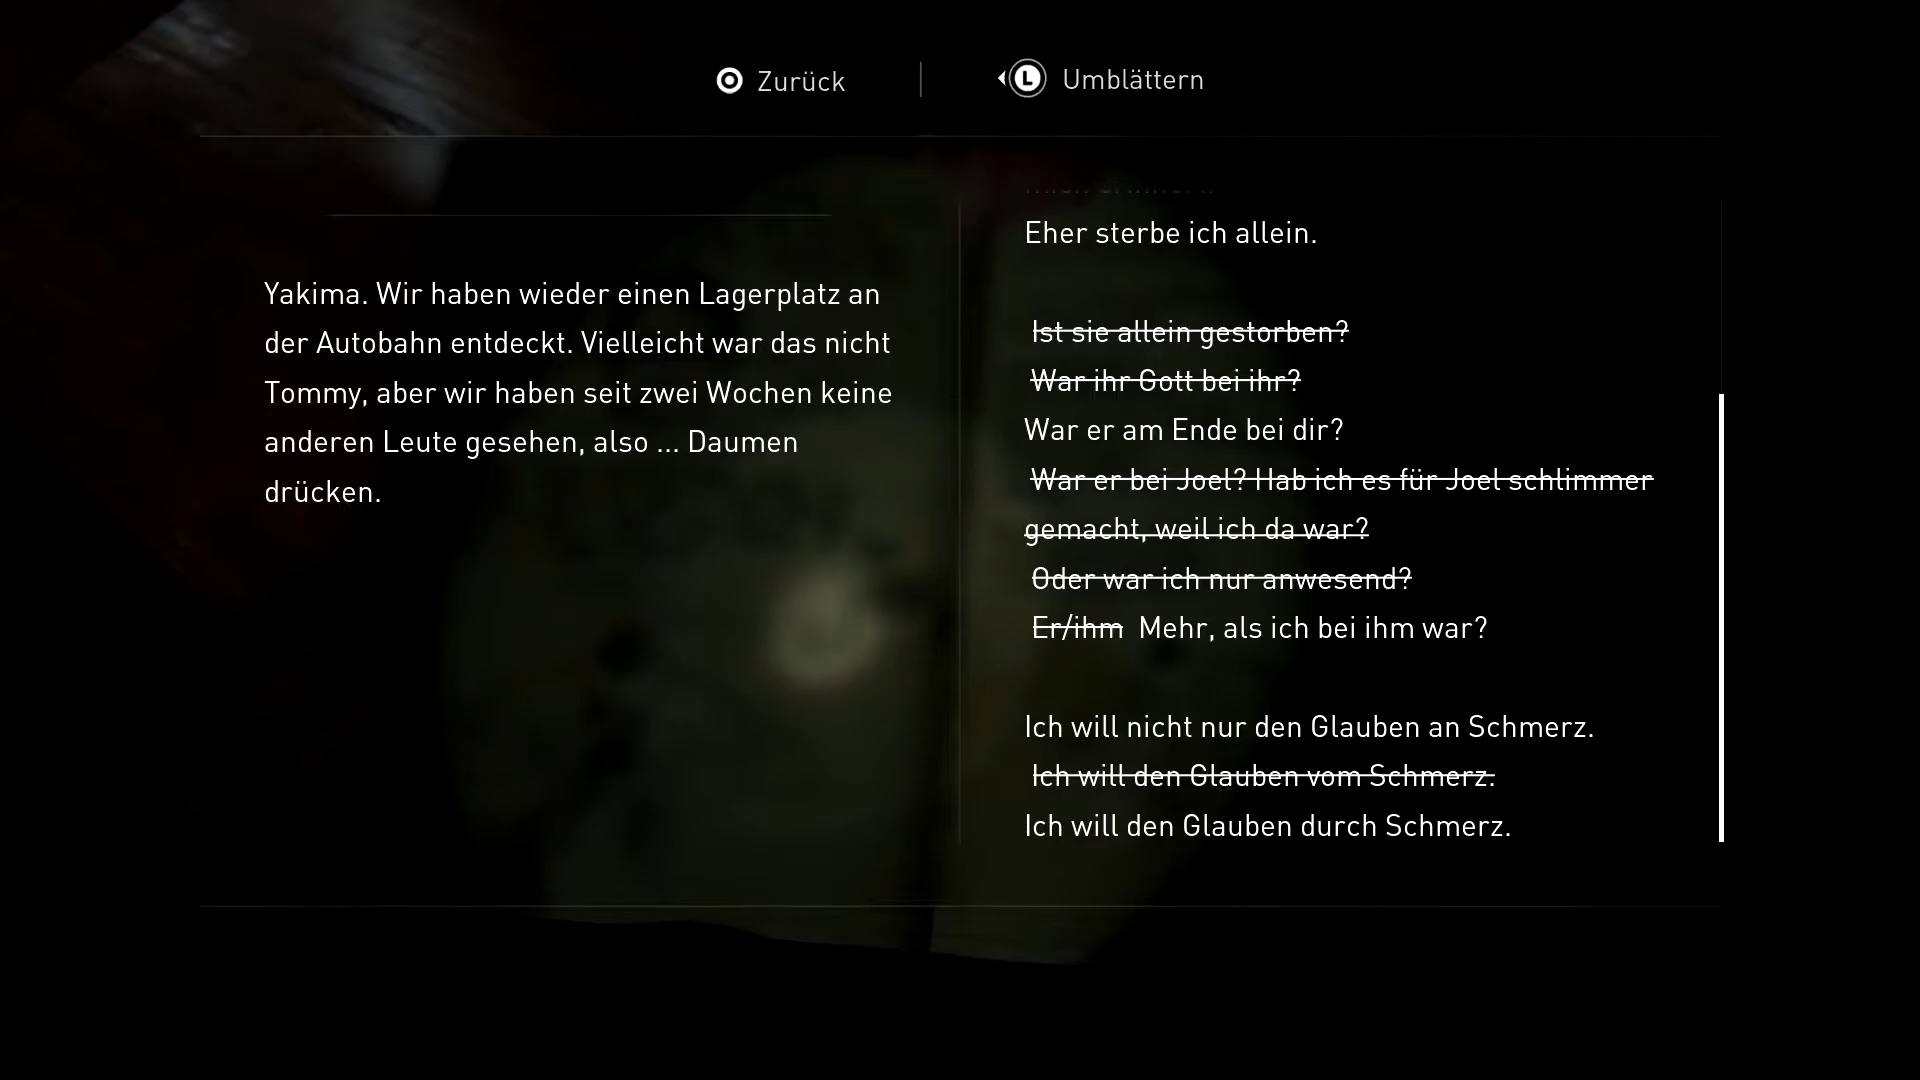 Zurück
L Umblättern
Yakima. Wir haben wieder einen Lagerplatz an
der Autobahn entdeckt. Vielleicht war das nicht
Tommy, aber wir haben seit zwei Wochen keine
anderen Leute gesehen, also ... Daumen
drücken.
Eher sterbe ich allein.
Ist sie allein gestorben?
War ihr Gott bei ihr?
War er am Ende bei dir?
War er bei Joel? Hab ich es für Joel schlimmer
gemacht, weil ich da war?
Oder war ich nur anwesend?
Er/ihm Mehr, als ich bei ihm war?
Ich will nicht nur den Glauben an Schmerz.
Ich will den Glauben vom Schmerz.
Ich will den Glauben durch Schmerz.